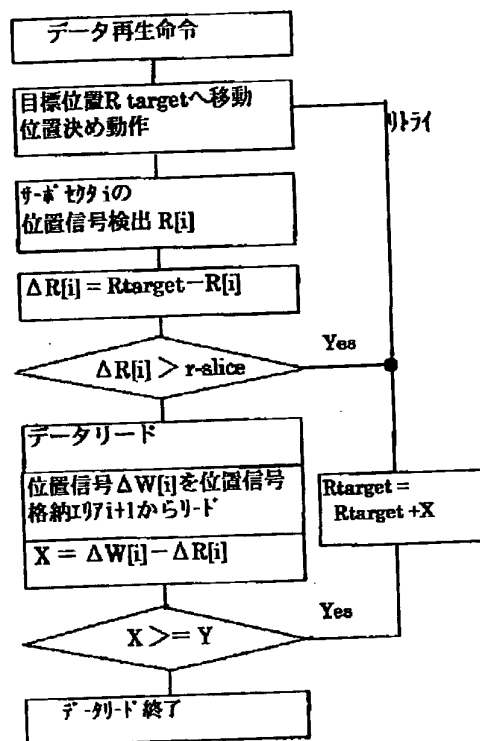 データ再生命令
目標位置R targetへ移動
位置決め動作
リトライ
サーボセクタiの
位置信号検出 R[i]
ΔR[i] = Rtarget－R[i]
Yes
ΔR[i] > r-slice
データリード
位置信号ΔW[i]を位置信号
格納エリアi+1からリード
X = ΔW[i]－ΔR[i]
Rtarget =
Rtarget +X
Yes
X >= Y
データリード終了